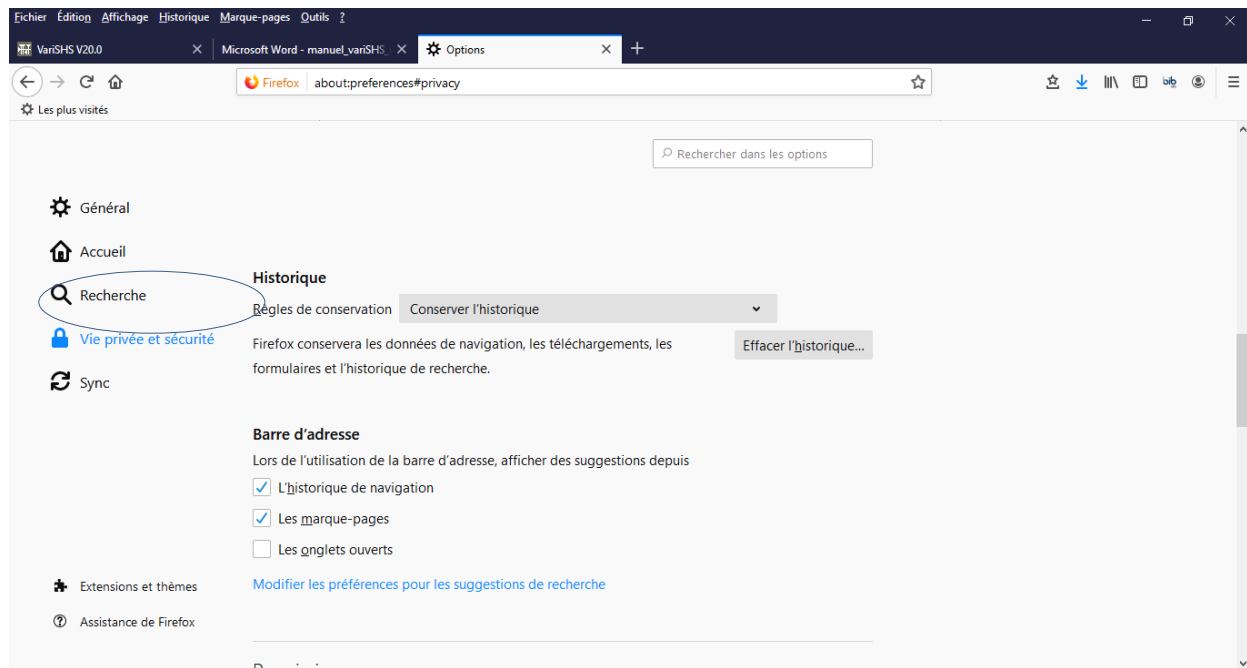 Fichier Édition Affichage Historique Marque-pages Outils ?
VariSHS V20.0
Microsoft Word - manuel_variSHS_
Options
Firefox about:preferences#privacy
Les plus visités
Rechercher dans les options
Général
Accueil
Recherche
Vie privée et sécurité
Sync
Historique
Règles de conservation Conserver l'historique
Firefox conservera les données de navigation, les téléchargements, les
formulaires et l'historique de recherche.
Effacer l'historique...
Barre d'adresse
Lors de l'utilisation de la barre d'adresse, afficher des suggestions depuis
L'historique de navigation
Les marque-pages
Les onglets ouverts
Modifier les préférences pour les suggestions de recherche
Extensions et thèmes
Assistance de Firefox